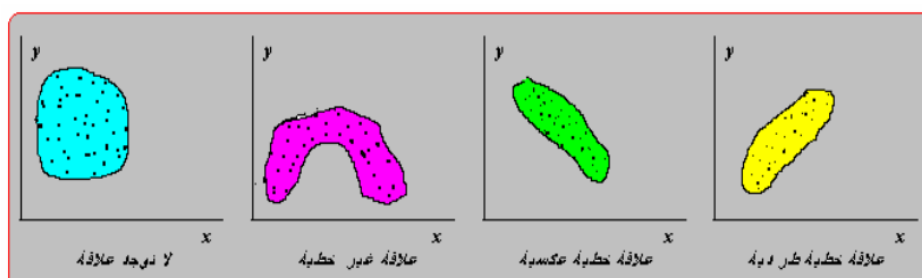 y
x
لا توجد علاقة
y
x
علاقة غير خطية
y
x
علاقة خطية عكسية
y
x
علاقة خطية طردية